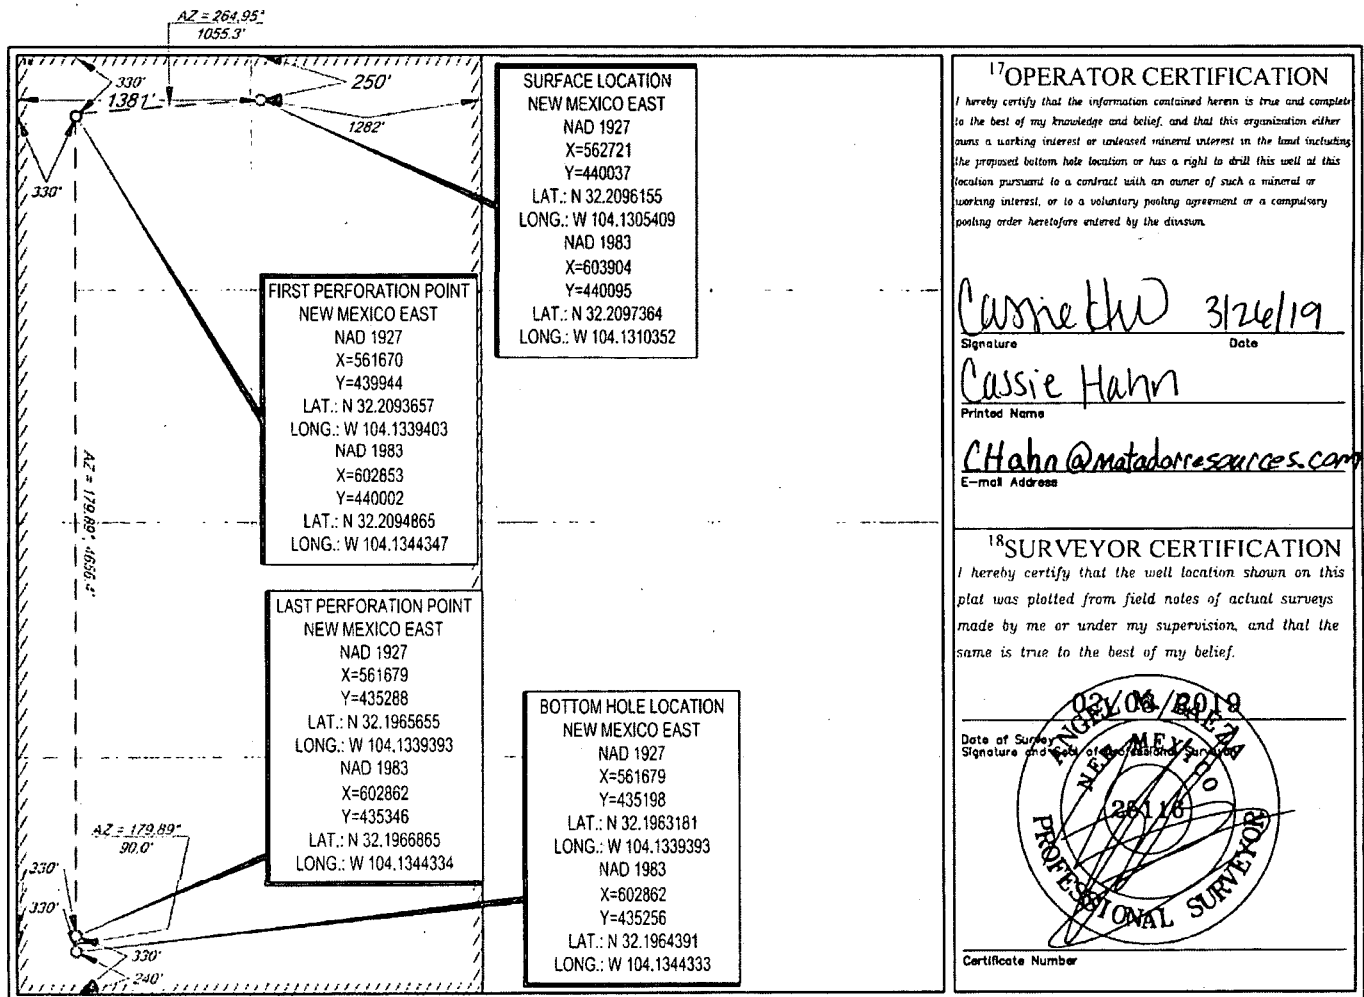 AZ = 264.95°
1055.3'
330'
1381'
250'
1282'
330'
SURFACE LOCATION
NEW MEXICO EAST
NAD 1927
X=562721
Y=440037
LAT.: N 32.2096155
LONG.: W 104.1305409
NAD 1983
X=603904
Y=440095
LAT.: N 32.2097364
LONG.: W 104.1310352
FIRST PERFORATION POINT
NEW MEXICO EAST
NAD 1927
X=561670
Y=439944
LAT.: N 32.2093657
LONG.: W 104.1339403
NAD 1983
X=602853
Y=440002
LAT.: N 32.2094865
LONG.: W 104.1344347
AZ = 179.89°, 4656.3'
LAST PERFORATION POINT
NEW MEXICO EAST
NAD 1927
X=561679
Y=435288
LAT.: N 32.1965655
LONG.: W 104.1339393
NAD 1983
X=602862
Y=435346
LAT.: N 32.1966865
LONG.: W 104.1344334
BOTTOM HOLE LOCATION
NEW MEXICO EAST
NAD 1927
X=561679
Y=435198
LAT.: N 32.1963181
LONG.: W 104.1339393
NAD 1983
X=602862
Y=435256
LAT.: N 32.1964391
LONG.: W 104.1344333
AZ = 179.89°
90.0'
330'
330'
330'
240'
17OPERATOR CERTIFICATION
I hereby certify that the information contained herein is true and complete
to the best of my knowledge and belief, and that this organization either
owns a working interest or unleased mineral interest in the land including
the proposed bottom hole location or has a right to drill this well at this
location pursuant to a contract with an owner of such a mineral or
working interest, or to a voluntary pooling agreement or a compulsory
pooling order heretofore entered by the division.
Cassie Hahn 3/26/19
Signature Date
Cassie Hahn
Printed Name
CHahn@matadorresources.com
E-mail Address
18SURVEYOR CERTIFICATION
I hereby certify that the well location shown on this
plat was plotted from field notes of actual surveys
made by me or under my supervision, and that the
same is true to the best of my belief.
Date of Survey
Signature and Seal of Professional Surveyor
ANGEL M. BAEZA
NEW MEXICO
25116
PROFESSIONAL SURVEYOR
Certificate Number